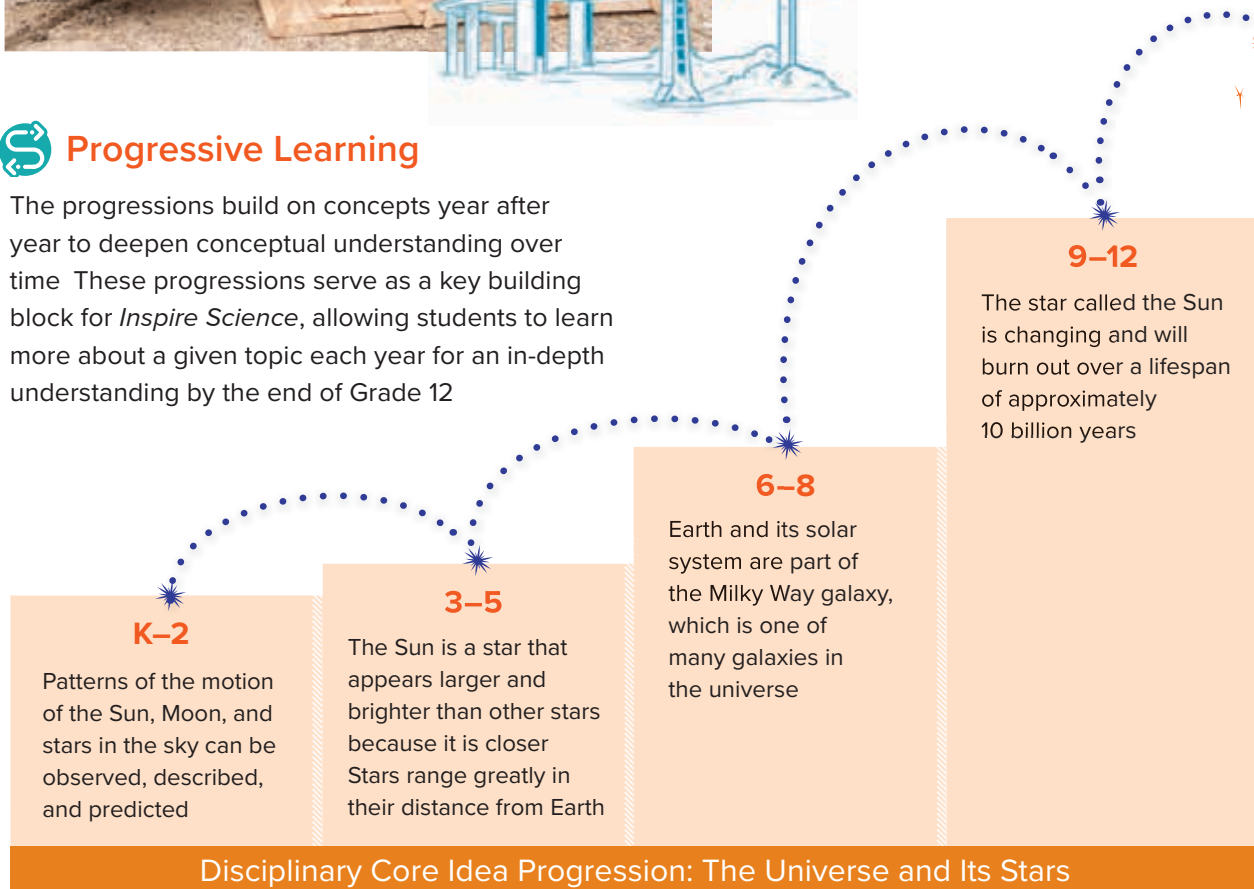 Progressive Learning
The progressions build on concepts year after
year to deepen conceptual understanding over
time These progressions serve as a key building
block for Inspire Science, allowing students to learn
more about a given topic each year for an in-depth
understanding by the end of Grade 12
K–2
Patterns of the motion
of the Sun, Moon, and
stars in the sky can be
observed, described,
and predicted
3–5
The Sun is a star that
appears larger and
brighter than other stars
because it is closer
Stars range greatly in
their distance from Earth
6–8
Earth and its solar
system are part of
the Milky Way galaxy,
which is one of
many galaxies in
the universe
9–12
The star called the Sun
is changing and will
burn out over a lifespan
of approximately
10 billion years
Disciplinary Core Idea Progression: The Universe and Its Stars